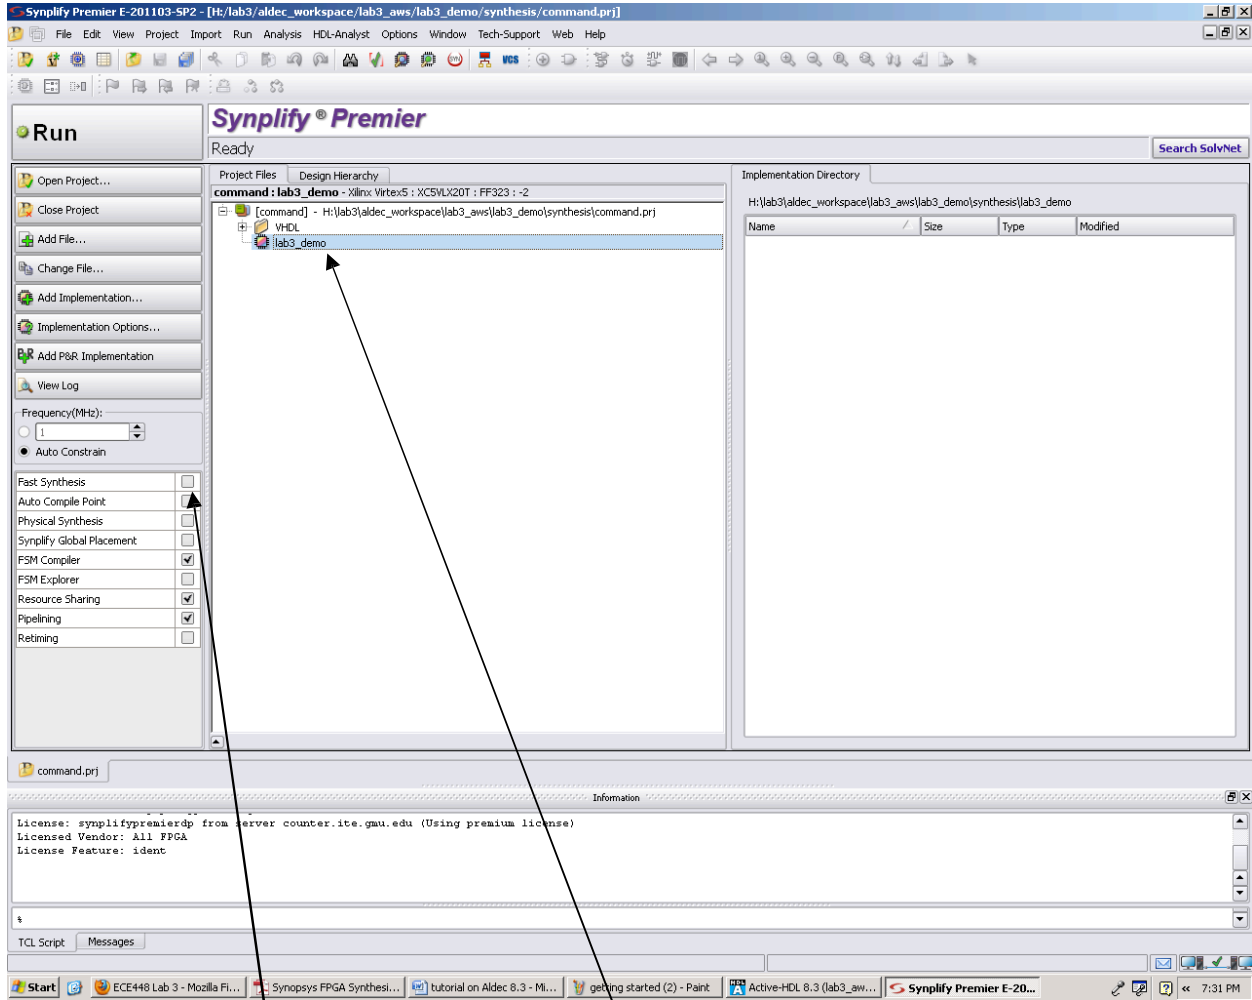 Synplify Premier E-201103-SP2 - [H:/lab3/aldec_workspace/lab3_aws/lab3_demo/synthesis/command.prj]
File Edit View Project Import Run Analysis HDL-Analyst Options Window Tech-Support Web Help
VCS
Run
Synplify ® Premier
Ready
Search SolvNet
Open Project...
Close Project
Add File...
Change File...
Add Implementation...
Implementation Options...
Add P&R Implementation
View Log
Frequency(MHz):
1
Auto Constrain
Fast Synthesis
Auto Compile Point
Physical Synthesis
Synplify Global Placement
FSM Compiler
FSM Explorer
Resource Sharing
Pipelining
Retiming
Project Files Design Hierarchy
command : lab3_demo - Xilinx Virtex5 : XC5VLX20T : FF323 : -2
[command] - H:\lab3\aldec_workspace\lab3_aws\lab3_demo\synthesis\command.prj
VHDL
lab3_demo
Implementation Directory
H:\lab3\aldec_workspace\lab3_aws\lab3_demo\synthesis\lab3_demo
Name Size Type Modified
command.prj
Information
License: synplifypremierdp from server counter.ite.gmu.edu (Using premium license)
Licensed Vendor: All FPGA
License Feature: ident
%
TCL Script Messages
Start ECE448 Lab 3 - Mozilla Fi... Synopsys FPGA Synthesi... tutorial on Aldec 8.3 - Mi... getting started (2) - Paint Active-HDL 8.3 (lab3_aw... Synplify Premier E-20... 7:31 PM